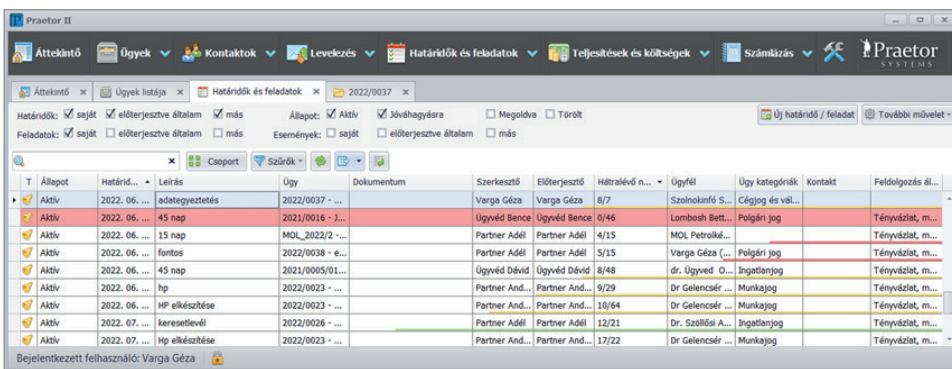 Praetor II
Áttekintő Ügyek Kontaktok Levelezés Határidők és feladatok Teljesítések és költségek Számlázás Praetor
SYSTEMS
Áttekintő × Ügyek listája × Határidők és feladatok × 2022/0037 ×
Határidők: saját előterjesztve általam más Állapot: Aktív Jóváhagyásra Megoldva Törölt Új határidő / feladat További művelet
Feladatok: saját előterjesztve általam más Események: saját előterjesztve általam más
× Csoport Szűrők
T Állapot Határid... Leírás Ügy Dokumentum Szerkesztő Előterjesztő Hátralévő n... Ügyfél Ügy kategóriák Kontakt Feldolgozás ál...
Aktív 2022. 06. ... adategyeztetés 2022/0037 - ... Varga Géza Varga Géza 8/7 Szolnokinfó S... Cégjog és vál...
Aktív 2022. 06. ... 45 nap 2021/0016 - J... Ügyvéd Bence Ügyvéd Bence 0/46 Lombosh Bett... Polgári jog Tényvázlat, m...
Aktív 2022. 06. ... 15 nap MOL_2022/2 -... Partner Adél Partner Adél 4/15 MOL Petrolké... Tényvázlat, m...
Aktív 2022. 06. ... fontos 2022/0038 - e... Partner Adél Partner Adél 5/15 Varga Géza (... Polgári jog Tényvázlat, m...
Aktív 2022. 06. ... 45 nap 2021/0005/01... Ügyvéd Dávid Ügyvéd Dávid 8/48 dr. Ügyved O... Ingatlanjog Tényvázlat, m...
Aktív 2022. 06. ... hp 2022/0023 - ... Partner And... Partner And... 9/29 Dr Gelencsér ... Munkajog Tényvázlat, m...
Aktív 2022. 06. ... HP elkészítése 2022/0023 - ... Partner And... Partner And... 10/64 Dr Gelencsér ... Munkajog Tényvázlat, m...
Aktív 2022. 07. ... keresetlevél 2022/0026 - ... Partner Adél Partner Adél 12/21 Dr. Szöllősi A... Ingatlanjog Tényvázlat, m...
Aktív 2022. 07. ... Hp elkészítése 2022/0023 - ... Partner And... Partner And... 17/22 Dr Gelencsér ... Munkajog Tényvázlat, m...
Bejelentkezett felhasználó: Varga Géza